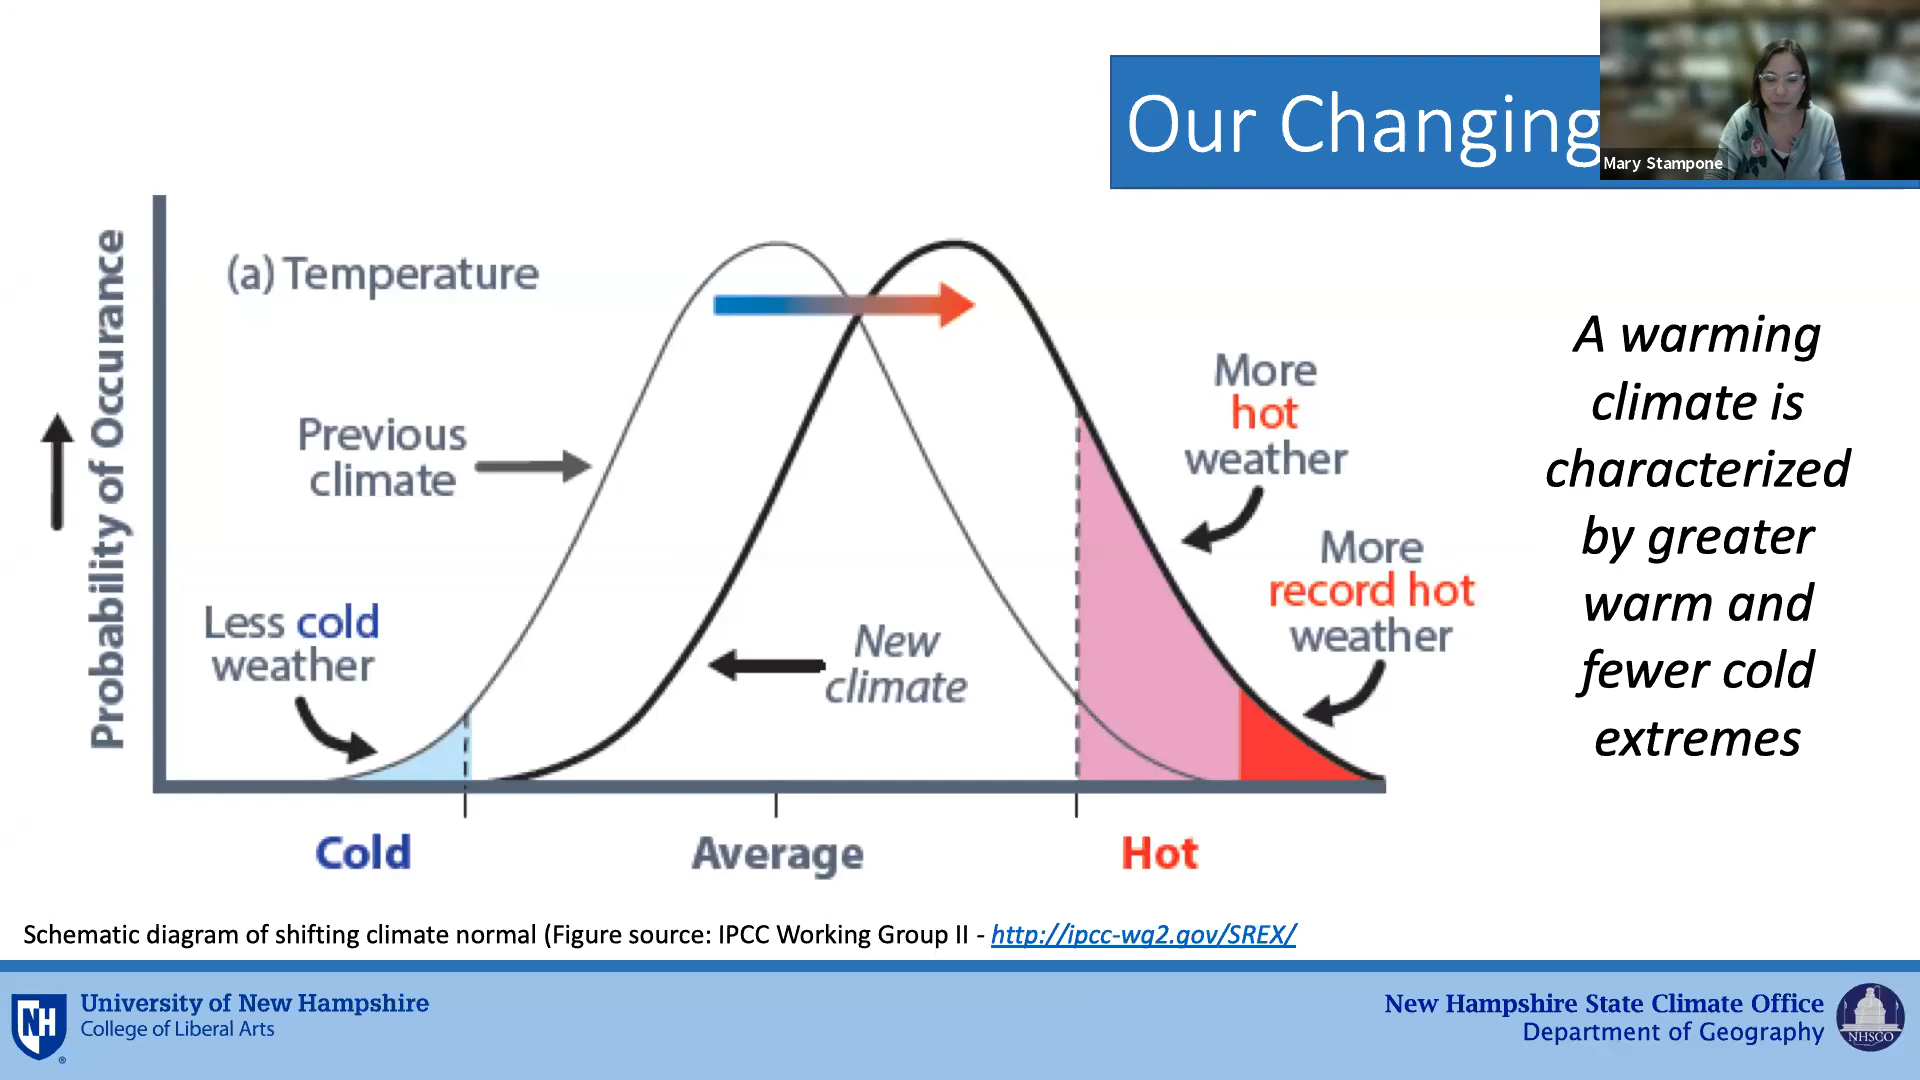 Our Changing
Mary Stampone
(a) Temperature
Probability of Occurance
Previous
climate
More
hot
weather
More
record hot
weather
Less cold
weather
New
climate
Cold
Average
Hot
A warming
climate is
characterized
by greater
warm and
fewer cold
extremes
Schematic diagram of shifting climate normal (Figure source: IPCC Working Group II - http://ipcc-wg2.gov/SREX/
NH
University of New Hampshire
College of Liberal Arts
New Hampshire State Climate Office
Department of Geography
NHSCO